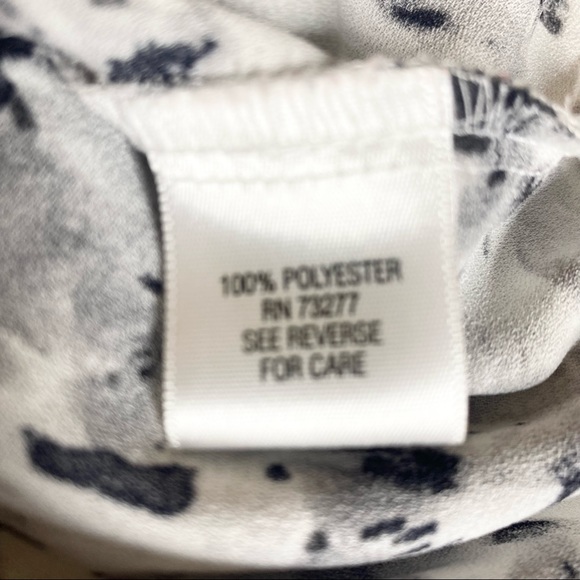 100% POLYESTER
RN 73277
SEE REVERSE
FOR CARE